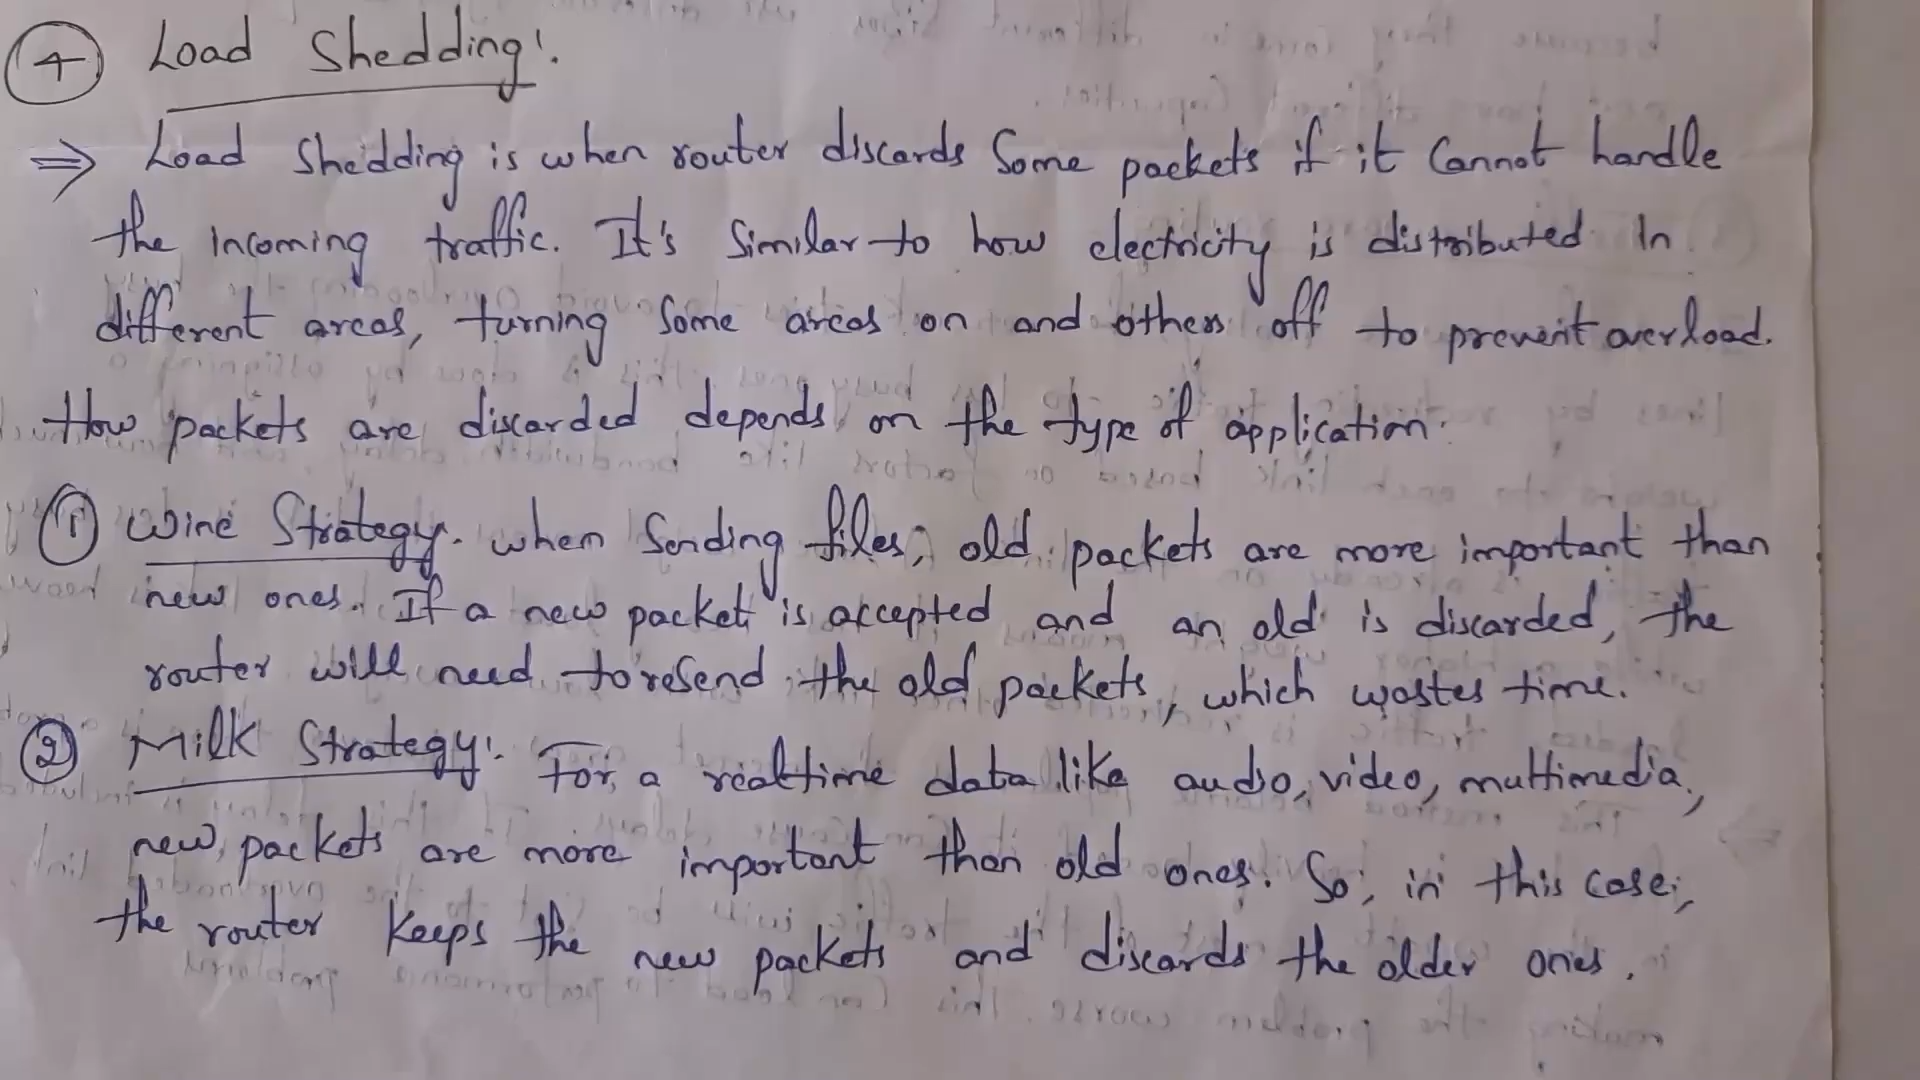 4 Load Shedding:
⇒ Load Shedding is when router discards Some packets if it Cannot handle
the incoming traffic. It's Similar to how electricity is distributed In
different areas, turning Some areas on and others off to prevent overload.
How packets are discarded depends on the type of application.
1 Wine Strategy. when Sending files, old packets are more important than
new ones. If a new packet is accepted and an old is discarded, the
router will need to resend the old packets, which wastes time.
2 Milk Strategy: For a realtime data like audio, video, multimedia,
new packets are more important than old ones. So, in this case,
the router keeps the new packets and discards the older ones.